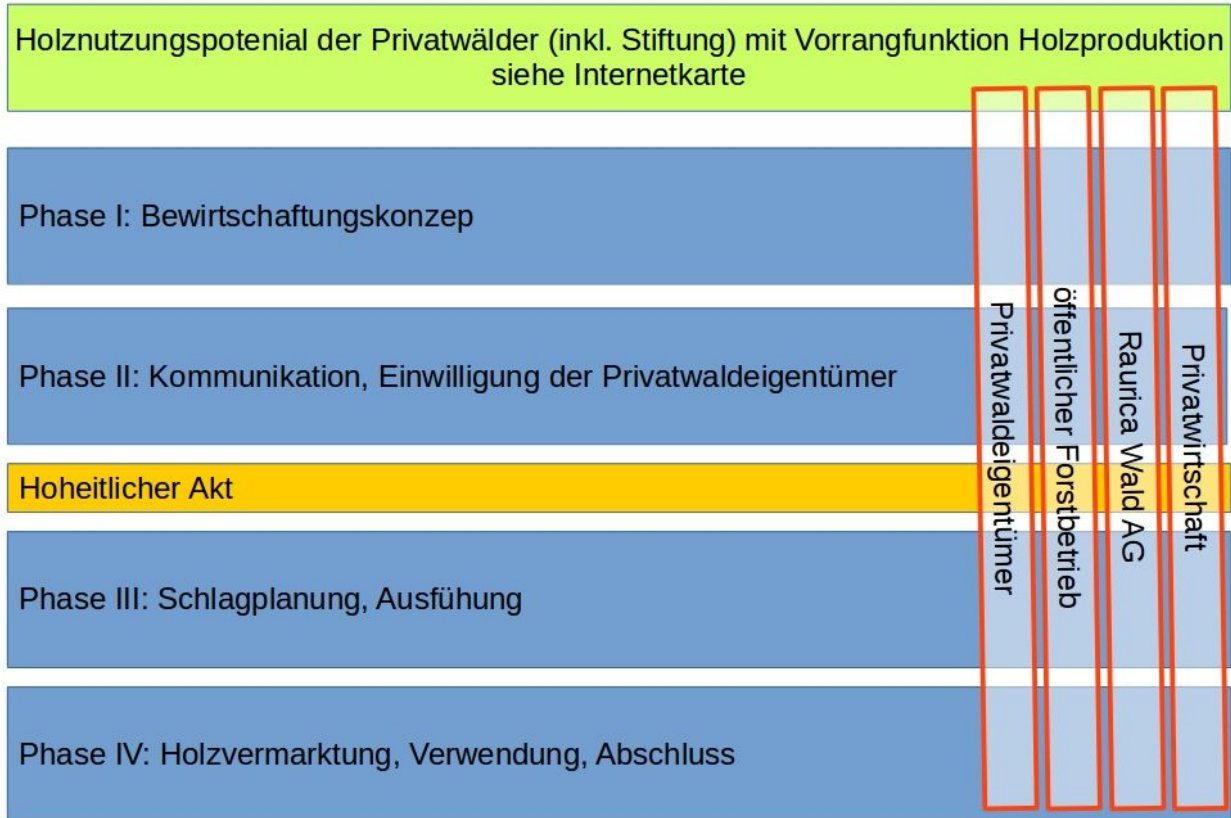 Holznutzungspotenial der Privatwälder (inkl. Stiftung) mit Vorrangfunktion Holzproduktion
siehe Internetkarte
Phase I: Bewirtschaftungskonzep
Phase II: Kommunikation, Einwilligung der Privatwaldeigentümer
Hoheitlicher Akt
Phase III: Schlagplanung, Ausfühung
Phase IV: Holzvermarktung, Verwendung, Abschluss
Privatwaldeigentümer
öffentlicher Forstbetrieb
Raurica Wald AG
Privatwirtschaft